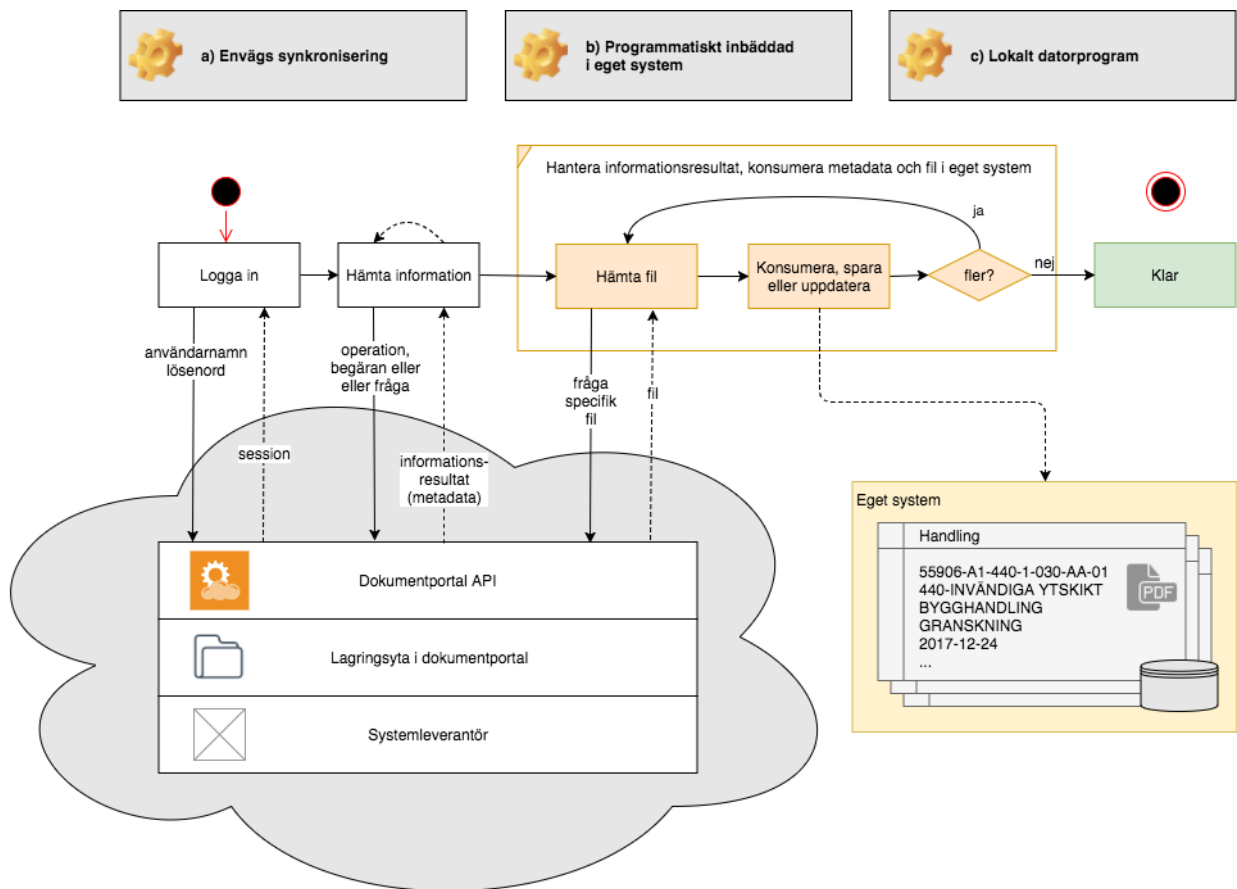 a) Envägs synkronisering
b) Programmatiskt inbäddad
i eget system
c) Lokalt datorprogram
Hantera informationsresultat, konsumera metadata och fil i eget system
ja
Logga in
Hämta information
Hämta fil
Konsumera, spara
eller uppdatera
fler?
nej
Klar
användarnamn
lösenord
operation,
begäran eller
eller fråga
fråga
specifik
fil
fil
session
informations-
resultat
(metadata)
Eget system
Handling
55906-A1-440-1-030-AA-01
440-INVÄNDIGA YTSKIKT
BYGGHANDLING
GRANSKNING
2017-12-24
...
PDF
Dokumentportal API
Lagringsyta i dokumentportal
Systemleverantör